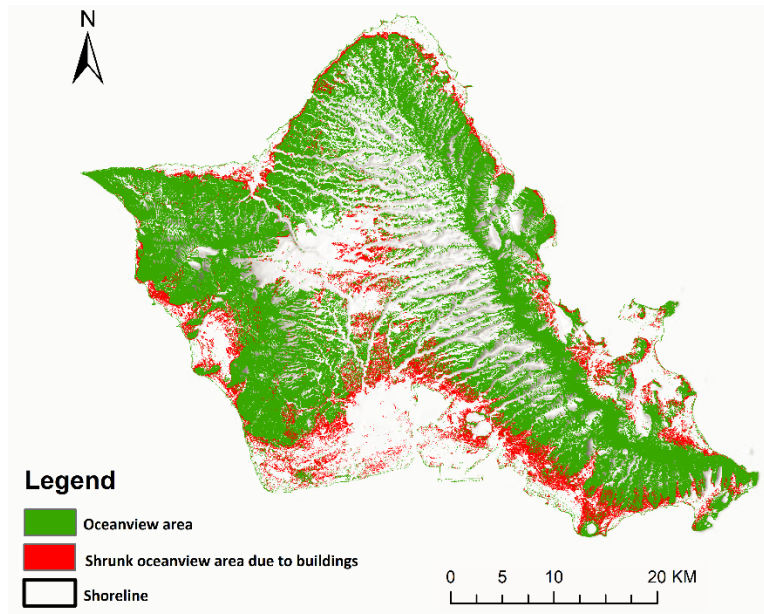 N
Legend
Oceanview area
Shrunk oceanview area due to buildings
Shoreline
0 5 10 20 KM